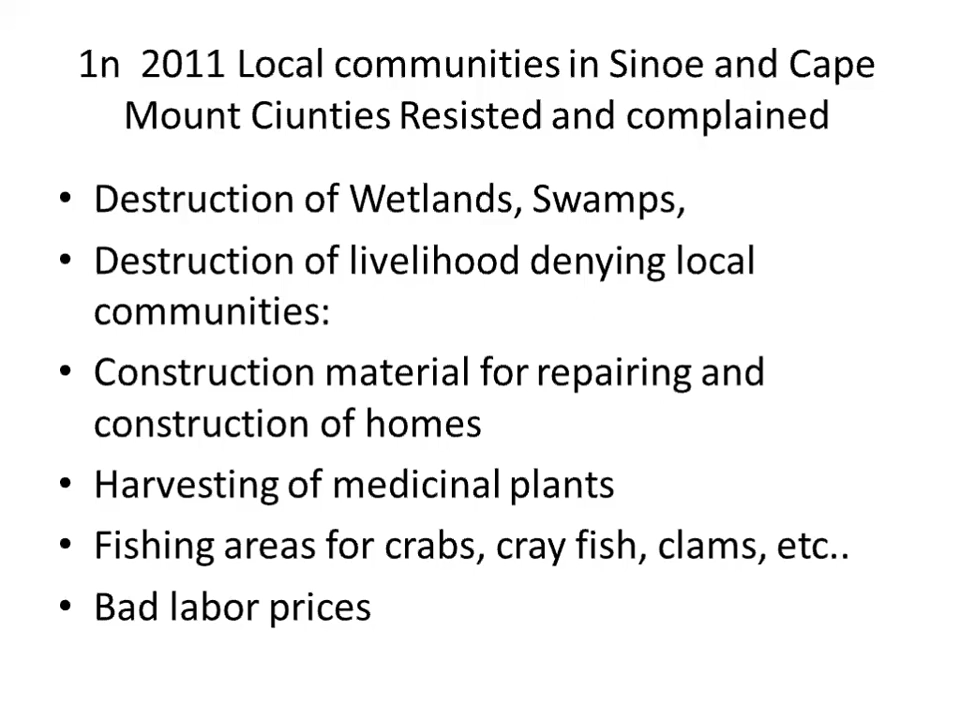 1n  2011 Local communities in Sinoe and Cape
Mount Ciunties Resisted and complained
• Destruction of Wetlands, Swamps,
• Destruction of livelihood denying local
communities:
• Construction material for repairing and
construction of homes
• Harvesting of medicinal plants
• Fishing areas for crabs, cray fish, clams, etc..
• Bad labor prices